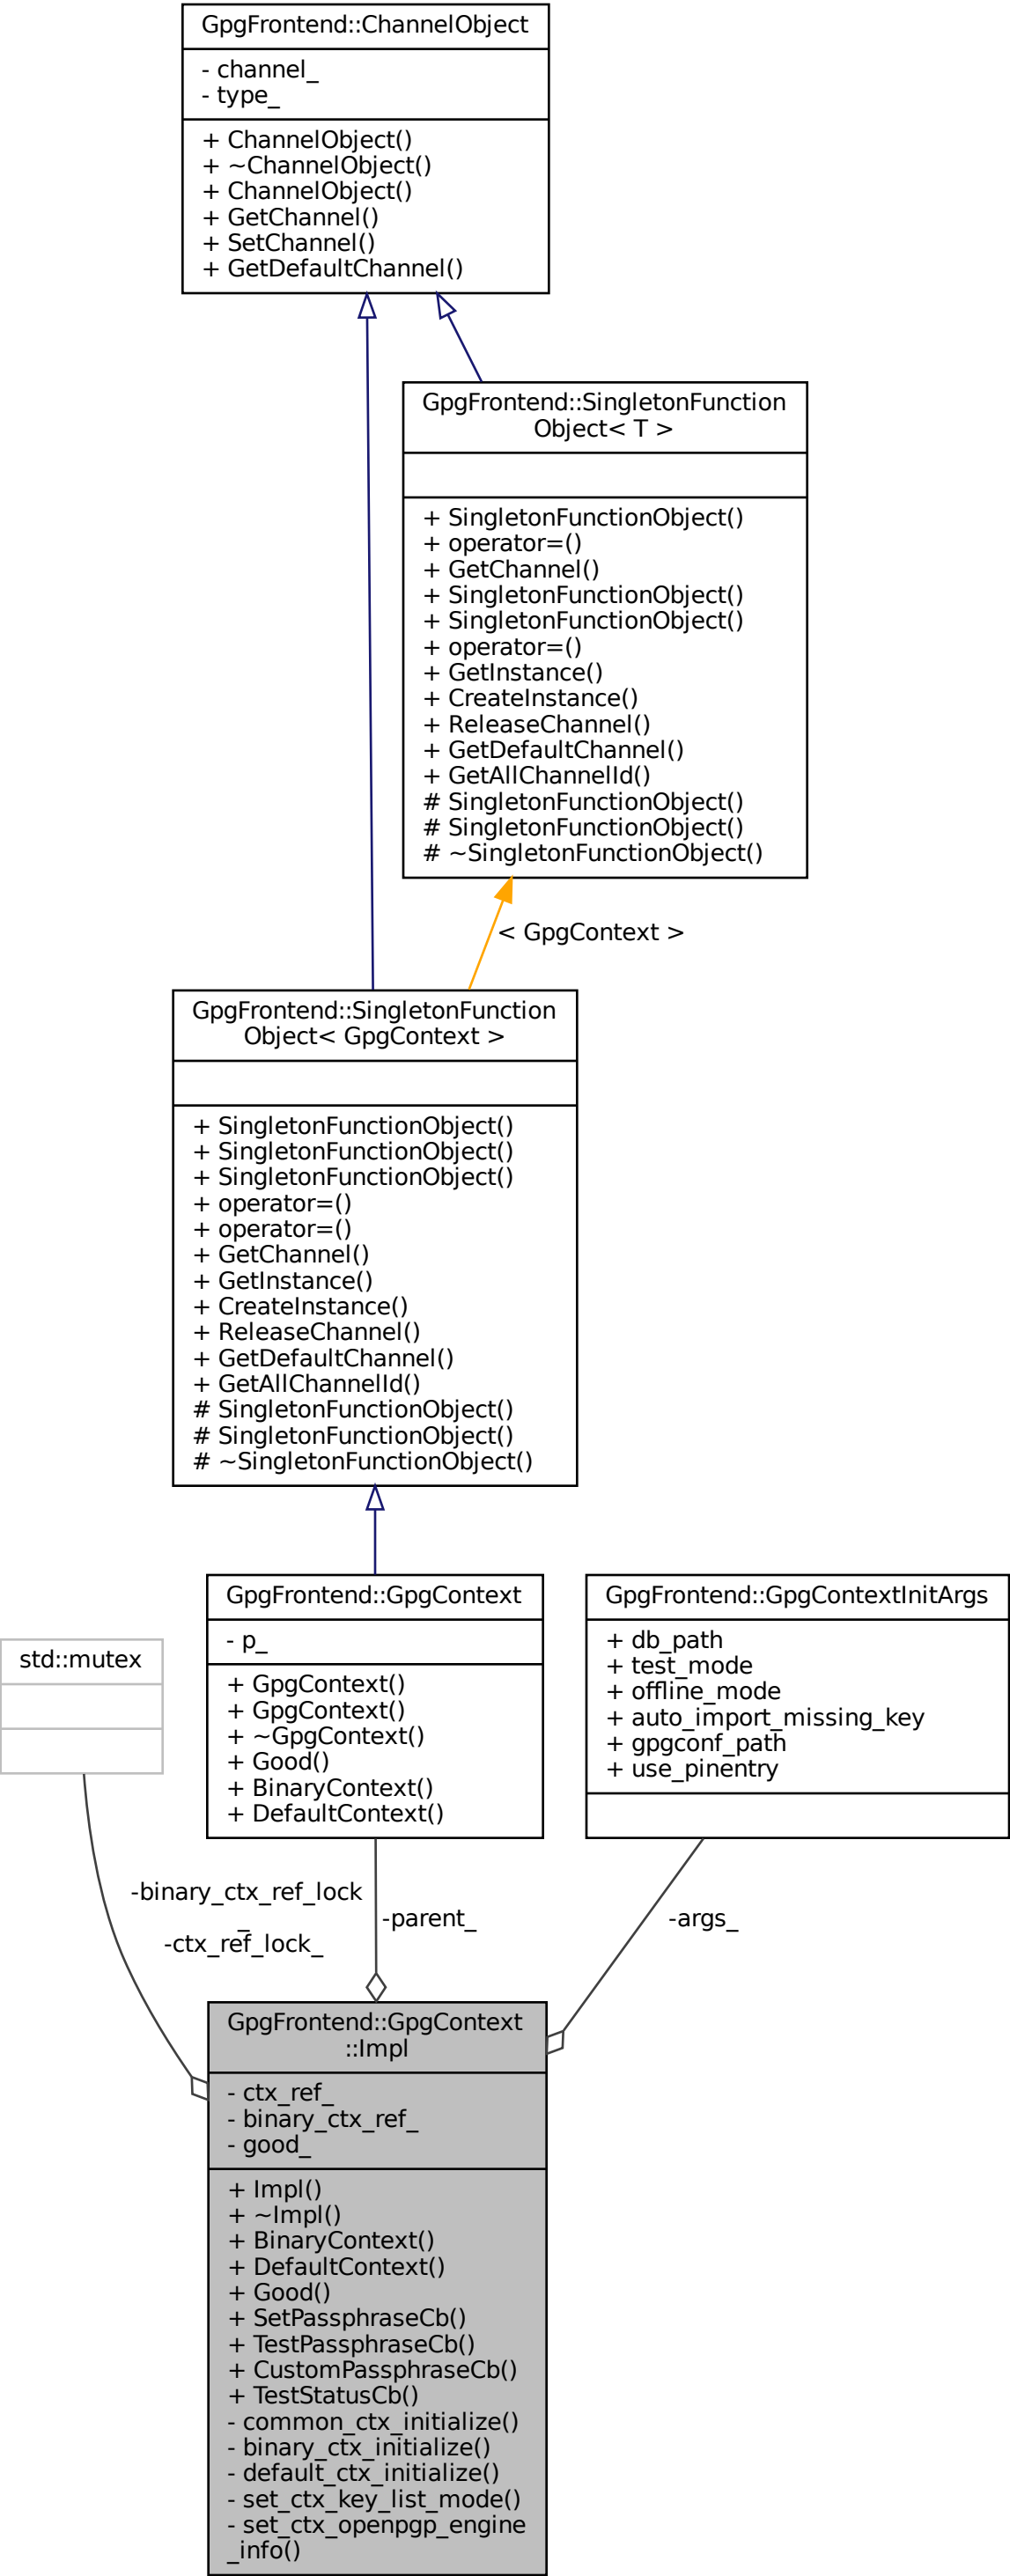 GpgFrontend::ChannelObject
- channel_
- type_
+ ChannelObject()
+ ~ChannelObject()
+ ChannelObject()
+ GetChannel()
+ SetChannel()
+ GetDefaultChannel()
GpgFrontend::SingletonFunction
Object< T >
+ SingletonFunctionObject()
+ operator=()
+ GetChannel()
+ SingletonFunctionObject()
+ SingletonFunctionObject()
+ operator=()
+ GetInstance()
+ CreateInstance()
+ ReleaseChannel()
+ GetDefaultChannel()
+ GetAllChannelId()
# SingletonFunctionObject()
# SingletonFunctionObject()
# ~SingletonFunctionObject()
< GpgContext >
GpgFrontend::SingletonFunction
Object< GpgContext >
+ SingletonFunctionObject()
+ SingletonFunctionObject()
+ SingletonFunctionObject()
+ operator=()
+ operator=()
+ GetChannel()
+ GetInstance()
+ CreateInstance()
+ ReleaseChannel()
+ GetDefaultChannel()
+ GetAllChannelId()
# SingletonFunctionObject()
# SingletonFunctionObject()
# ~SingletonFunctionObject()
std::mutex
GpgFrontend::GpgContext
- p_
+ GpgContext()
+ GpgContext()
+ ~GpgContext()
+ Good()
+ BinaryContext()
+ DefaultContext()
GpgFrontend::GpgContextInitArgs
+ db_path
+ test_mode
+ offline_mode
+ auto_import_missing_key
+ gpgconf_path
+ use_pinentry
-binary_ctx_ref_lock
_
-ctx_ref_lock_
-parent_
-args_
GpgFrontend::GpgContext
::Impl
- ctx_ref_
- binary_ctx_ref_
- good_
+ Impl()
+ ~Impl()
+ BinaryContext()
+ DefaultContext()
+ Good()
+ SetPassphraseCb()
+ TestPassphraseCb()
+ CustomPassphraseCb()
+ TestStatusCb()
- common_ctx_initialize()
- binary_ctx_initialize()
- default_ctx_initialize()
- set_ctx_key_list_mode()
- set_ctx_openpgp_engine
_info()